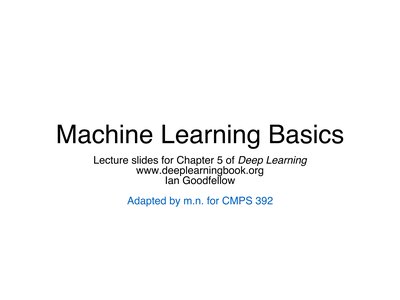 Machine Learning Basics
Lecture slides for Chapter 5 of Deep Learning
www.deeplearningbook.org
Ian Goodfellow
Adapted by m.n. for CMPS 392